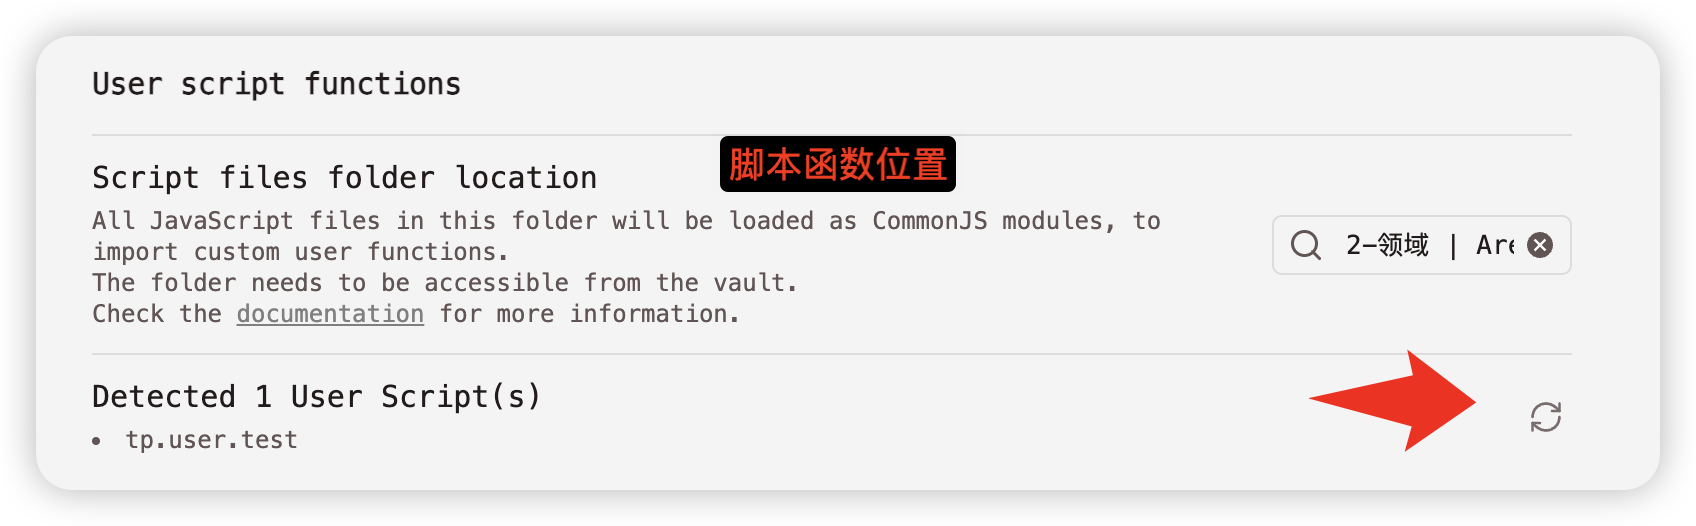 User script functions
脚本函数位置
Script files folder location
All JavaScript files in this folder will be loaded as CommonJS modules, to
import custom user functions.
The folder needs to be accessible from the vault.
Check the documentation for more information.
2-领域 | Are
Detected 1 User Script(s)
• tp.user.test